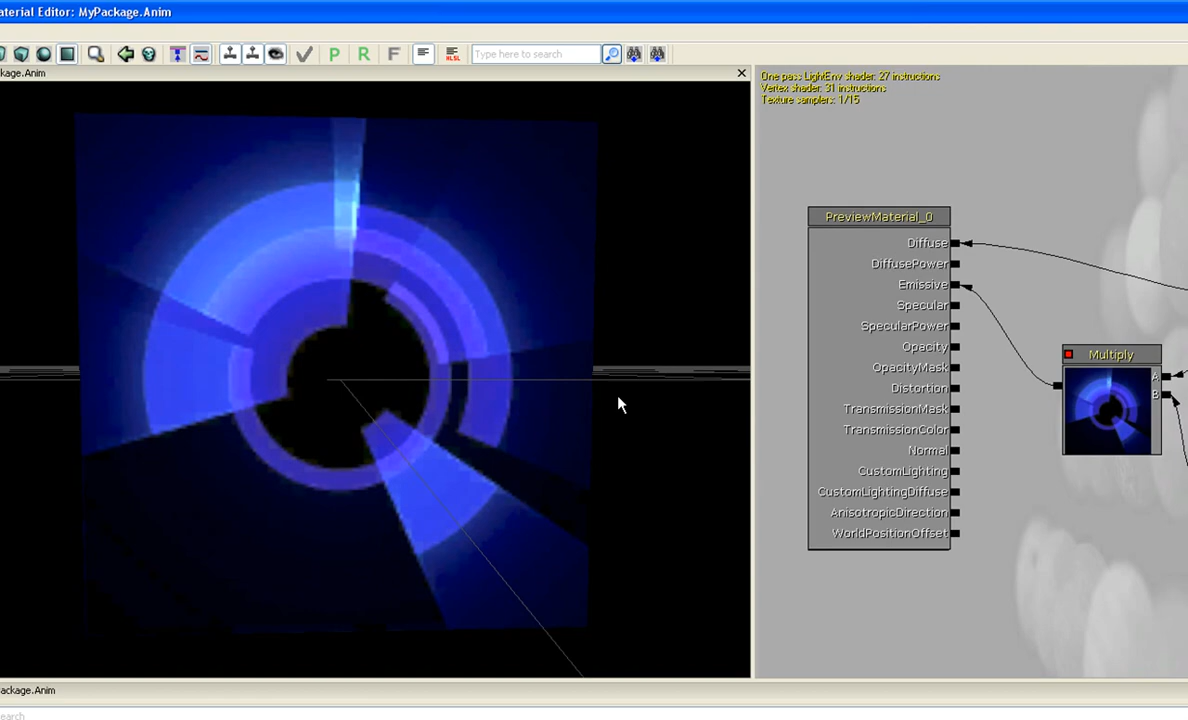 aterial Editor: MyPackage.Anim
P R F HLSL Type here to search
kage.Anim
One pass LightEnv shader: 27 instructions
Vertex shader: 31 instructions
Texture samplers: 1/15
PreviewMaterial_0
Diffuse
DiffusePower
Emissive
Specular
SpecularPower
Opacity
OpacityMask
Distortion
TransmissionMask
TransmissionColor
Normal
CustomLighting
CustomLightingDiffuse
AnisotropicDirection
WorldPositionOffset
Multiply
A
B
ackage.Anim
earch